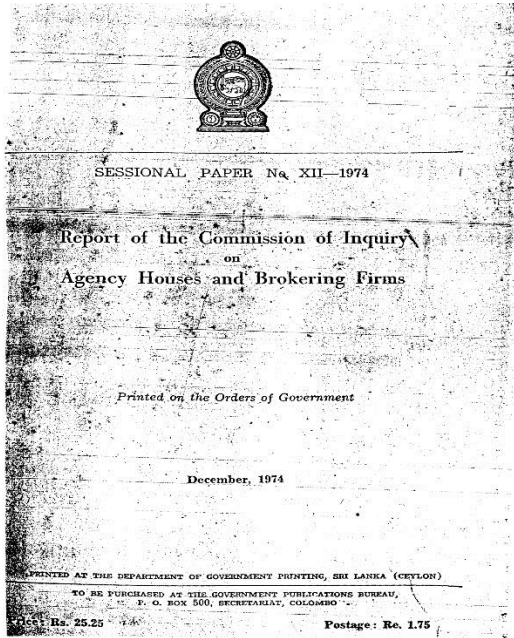 SESSIONAL PAPER No. XII—1974
Report of the Commission of Inquiry
on
Agency Houses and Brokering Firms
Printed on the Orders of Government
December, 1974
PRINTED AT THE DEPARTMENT OF GOVERNMENT PRINTING, SRI LANKA (CEYLON)
TO BE PURCHASED AT THE GOVERNMENT PUBLICATIONS BUREAU,
P. O. BOX 500, SECRETARIAT, COLOMBO
Price: Rs. 25.25 Postage: Re. 1.75